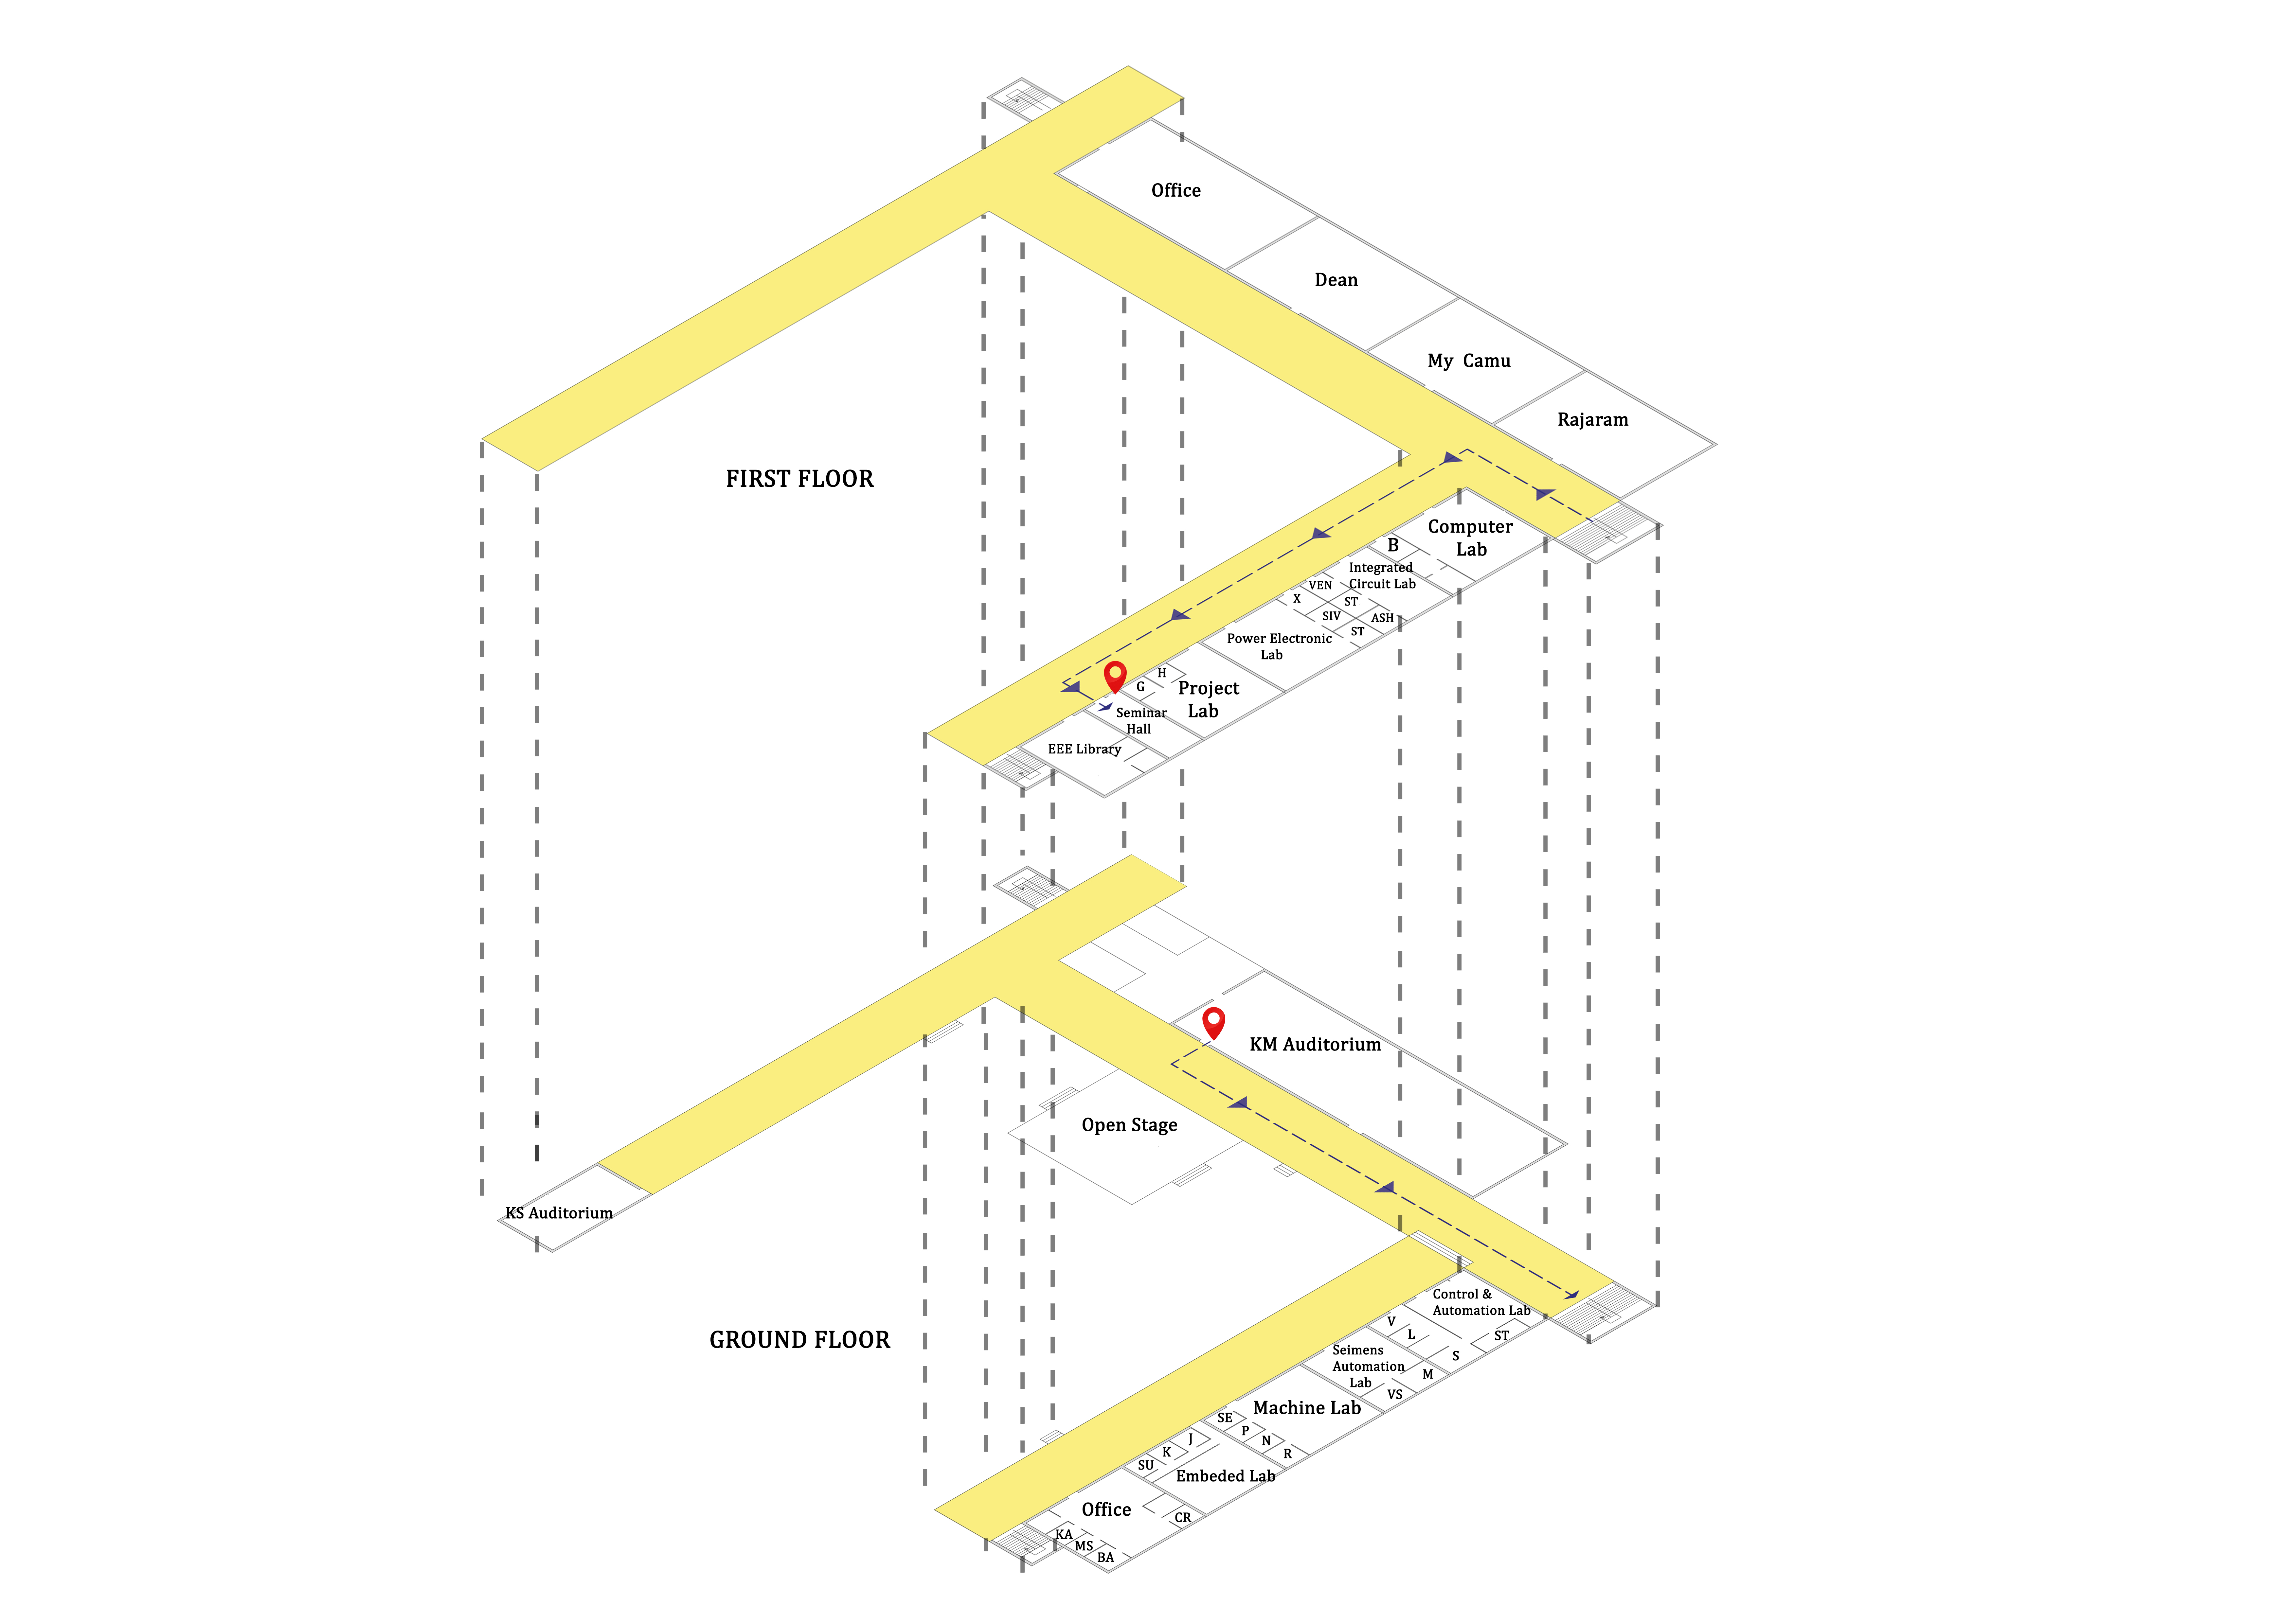 Office
Dean
My Camu
Rajaram
FIRST FLOOR
Computer
Lab
B
Integrated
Circuit Lab
VEN
X
ST
SIV
ASH
ST
Power Electronic
Lab
H
G
Project
Lab
Seminar
Hall
EEE Library
KM Auditorium
Open Stage
KS Auditorium
GROUND FLOOR
Control &
Automation Lab
V
L
ST
S
Seimens
Automation
Lab
M
VS
Machine Lab
SE
P
N
R
J
K
SU
Embeded Lab
Office
CR
KA
MS
BA